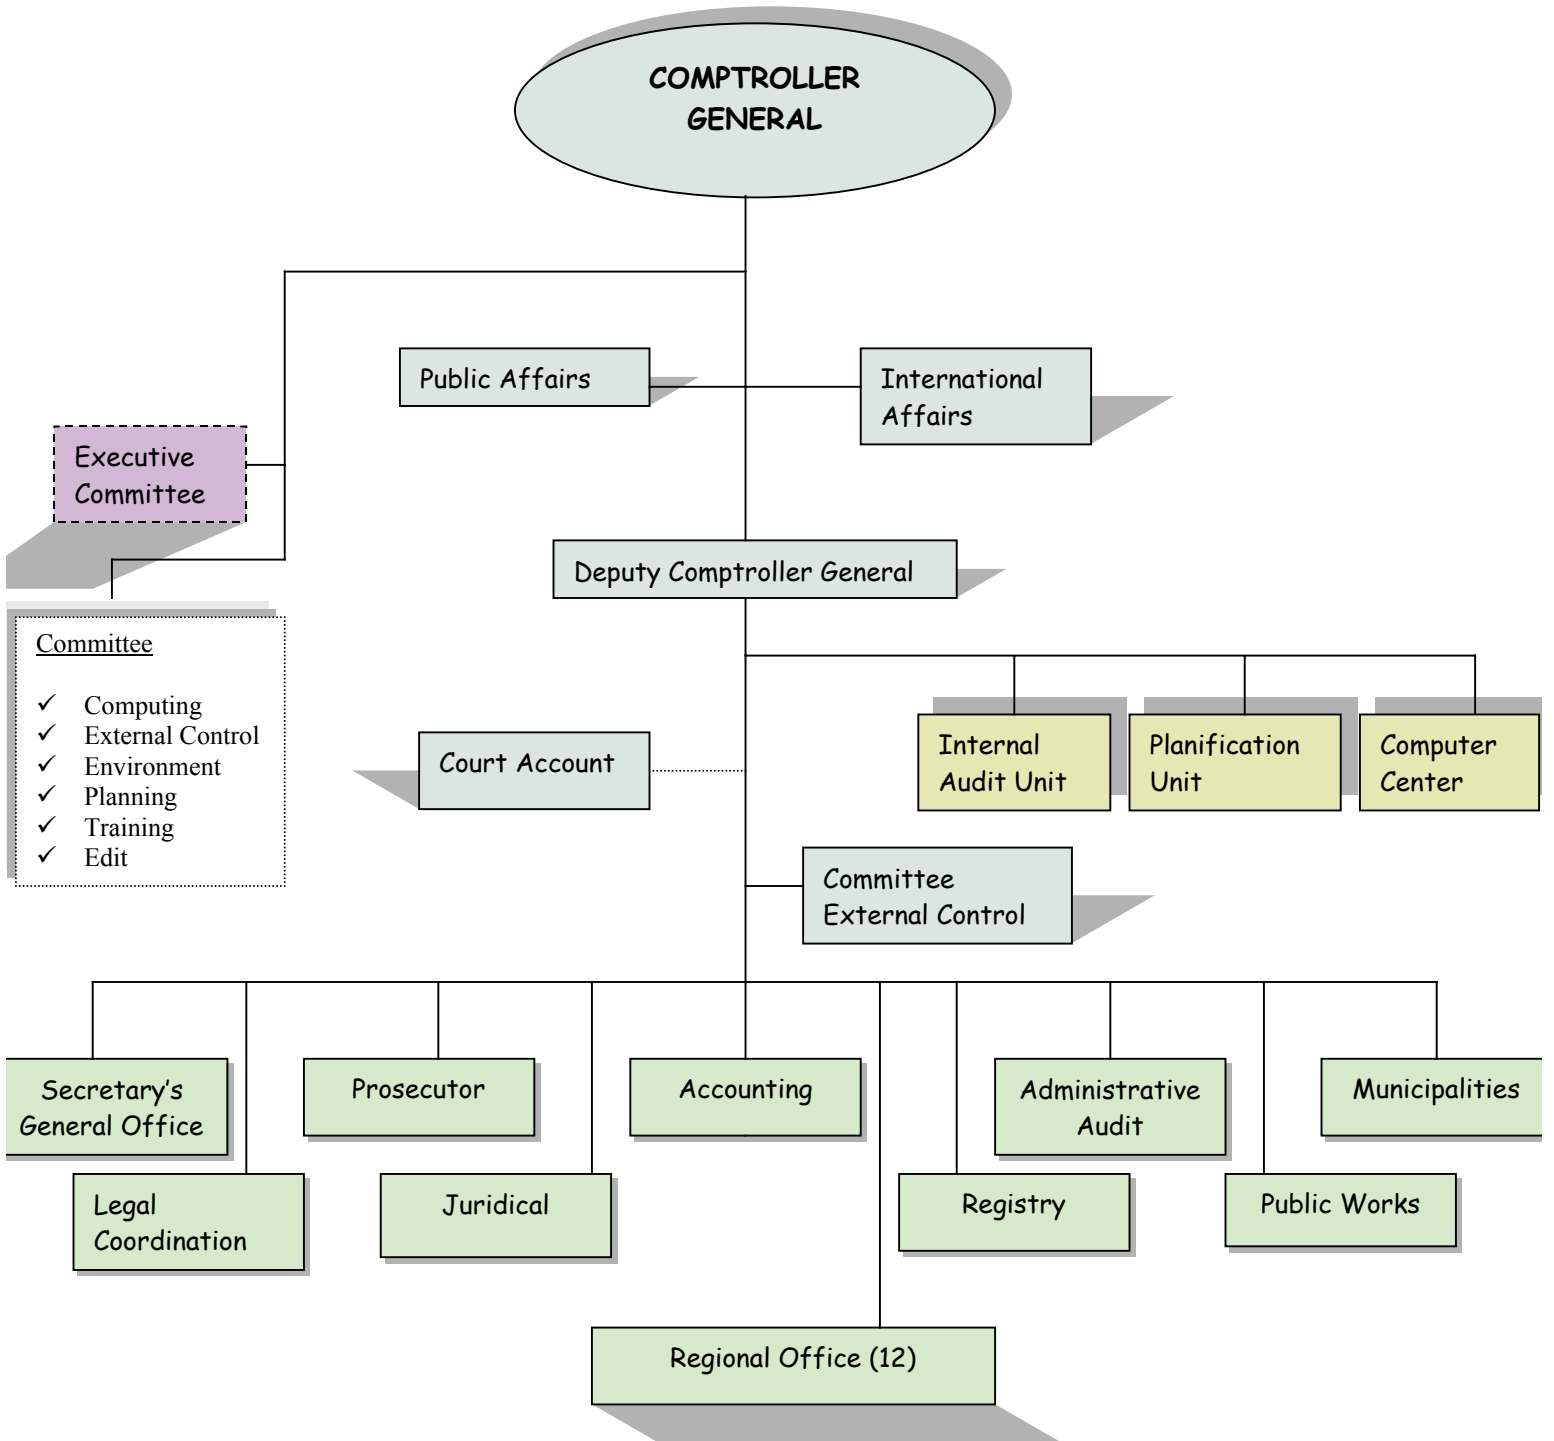 COMPTROLLER
GENERAL
Public Affairs
International
Affairs
Executive
Committee
Deputy Comptroller General
Committee
✓ Computing
✓ External Control
✓ Environment
✓ Planning
✓ Training
✓ Edit
Court Account
Internal
Audit Unit
Planification
Unit
Computer
Center
Committee
External Control
Secretary’s
General Office
Prosecutor
Accounting
Administrative
Audit
Municipalities
Legal
Coordination
Juridical
Registry
Public Works
Regional Office (12)